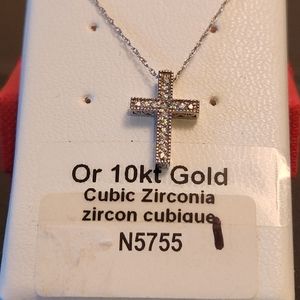 Or 10kt Gold
Cubic Zirconia
zircon cubique
N5755